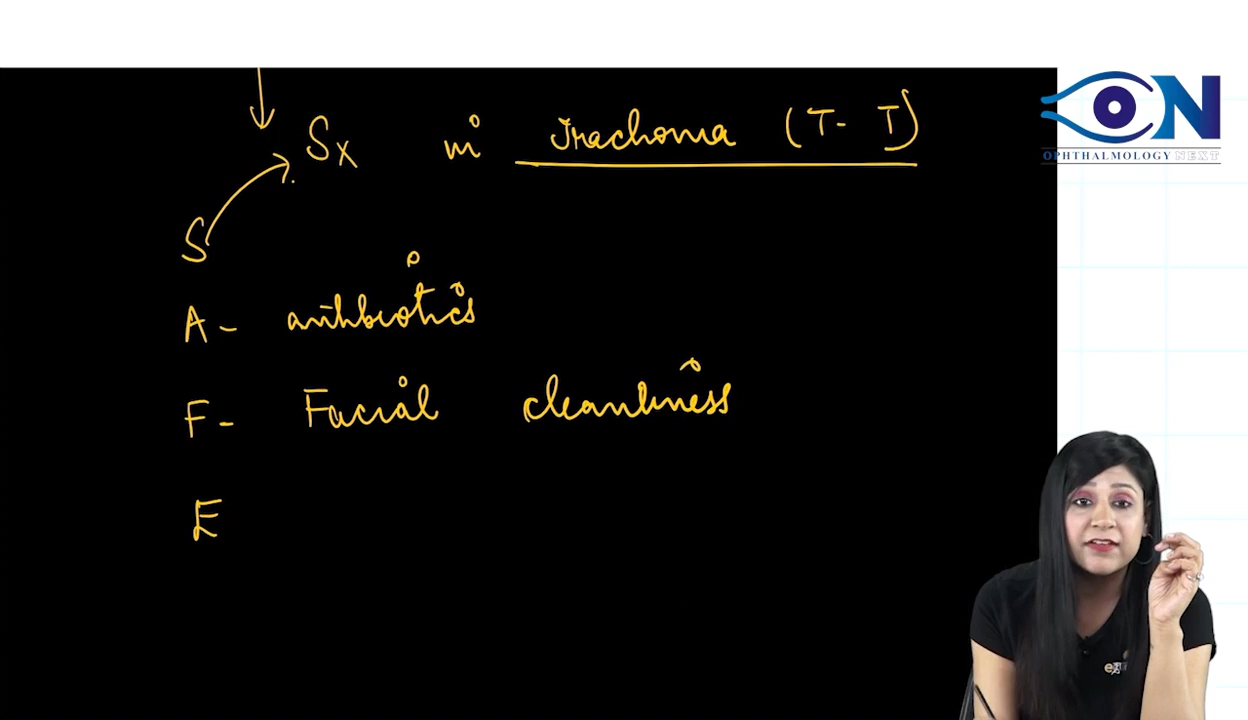 ON
OPHTHALMOLOGY NEXT
Sx in Trachoma (T- T)
S
A- antibiotics
F- Facial cleanliness
E